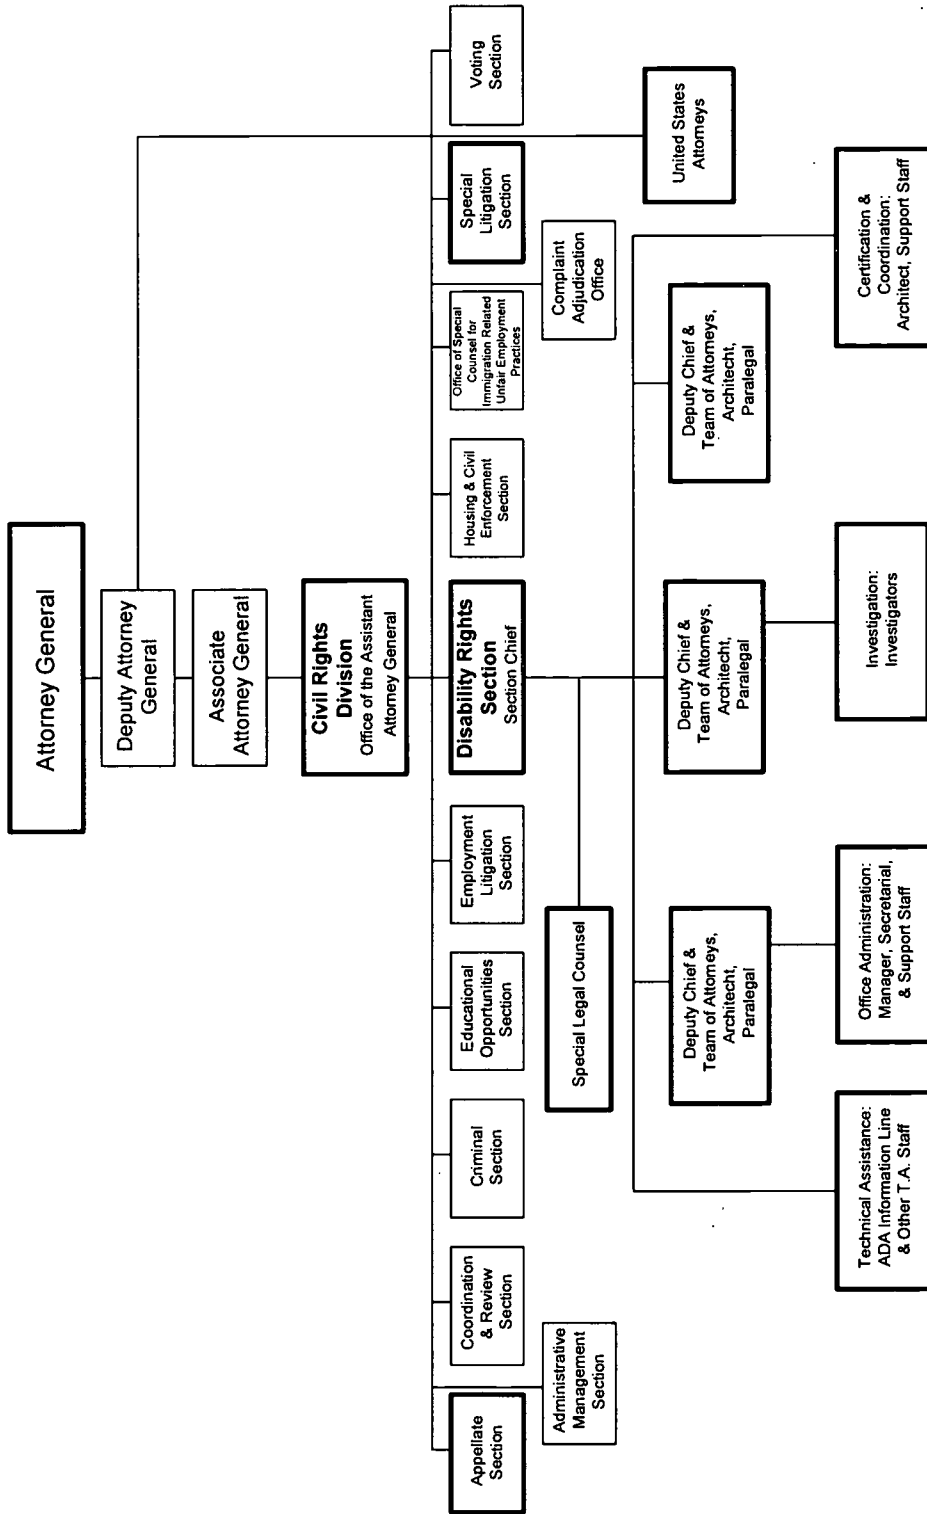 Attorney General
Deputy Attorney
General
Associate
Attorney General
Civil Rights
Division
Office of the Assistant
Attorney General
Appellate
Section
Administrative
Management
Section
Coordination
& Review
Section
Criminal
Section
Educational
Opportunities
Section
Employment
Litigation
Section
Disability Rights
Section
Section Chief
Housing & Civil
Enforcement
Section
Office of Special
Counsel for
Immigration Related
Unfair Employment
Practices
Complaint
Adjudication
Office
Special
Litigation
Section
Voting
Section
United States
Attorneys
Special Legal Counsel
Deputy Chief &
Team of Attorneys,
Architecht,
Paralegal
Deputy Chief &
Team of Attorneys,
Architecht,
Paralegal
Deputy Chief &
Team of Attorneys,
Architecht,
Paralegal
Technical Assistance:
ADA Information Line
& Other T.A. Staff
Office Administration:
Manager, Secretarial,
& Support Staff
Investigation:
Investigators
Certification &
Coordination:
Architect, Support Staff